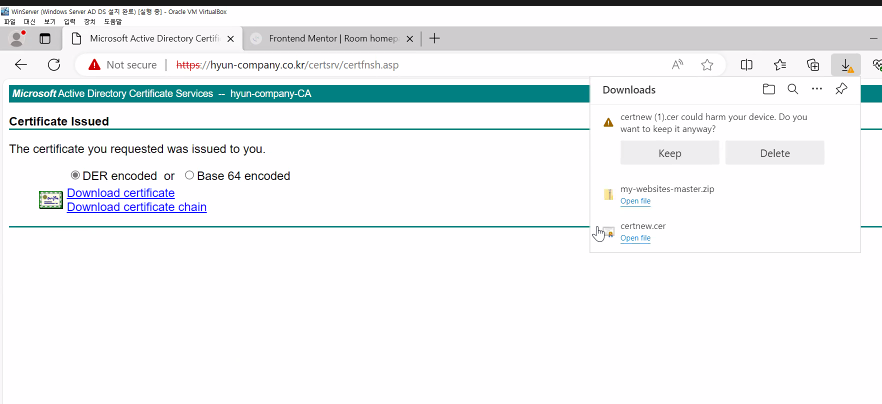 WinServer (Windows Server AD DS 설치 완료) [실행 중] - Oracle VM VirtualBox
파일 머신 보기 입력 장치 도움말
Microsoft Active Directory Certifi
Frontend Mentor | Room homep
Not secure
https://hyun-company.co.kr/certsrv/certfnsh.asp
Microsoft Active Directory Certificate Services -- hyun-company-CA
Certificate Issued
The certificate you requested was issued to you.
DER encoded or Base 64 encoded
Download certificate
Download certificate chain
Downloads
certnew (1).cer could harm your device. Do you
want to keep it anyway?
Keep Delete
my-websites-master.zip
Open file
certnew.cer
Open file